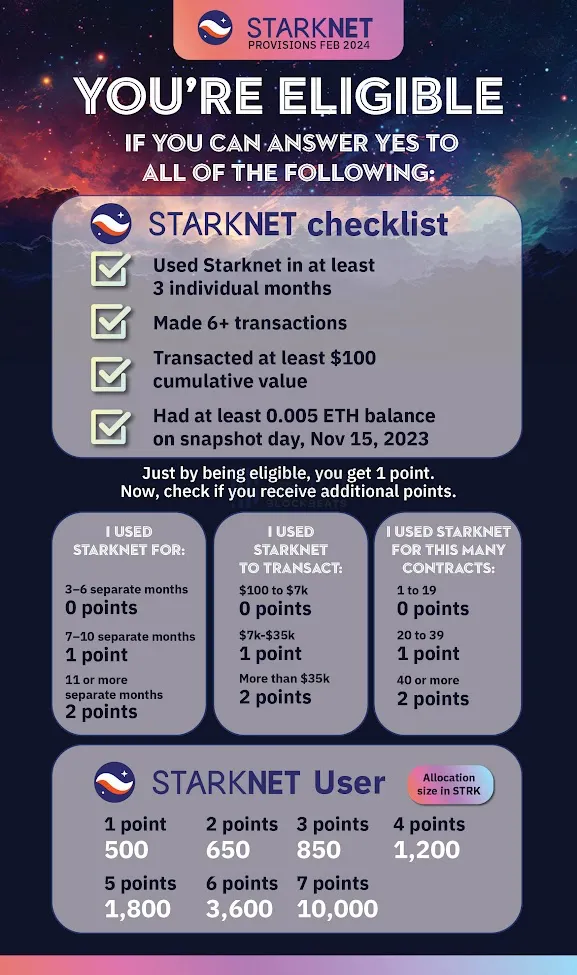 STARKNET
PROVISIONS FEB 2024
YOU'RE ELIGIBLE
IF YOU CAN ANSWER YES TO
ALL OF THE FOLLOWING:
STARKNET checklist
Used Starknet in at least
3 individual months
Made 6+ transactions
Transacted at least $100
cumulative value
Had at least 0.005 ETH balance
on snapshot day, Nov 15, 2023
Just by being eligible, you get 1 point.
Now, check if you receive additional points.
BLOCKBEATS
I USED
STARKNET FOR:
3–6 separate months
0 points
7–10 separate months
1 point
11 or more
separate months
2 points
I USED
STARKNET
TO TRANSACT:
$100 to $7k
0 points
$7k-$35k
1 point
More than $35k
2 points
I USED STARKNET
FOR THIS MANY
CONTRACTS:
1 to 19
0 points
20 to 39
1 point
40 or more
2 points
STARKNET User
Allocation
size in STRK
1 point 2 points 3 points 4 points
500 650 850 1,200
5 points 6 points 7 points
1,800 3,600 10,000